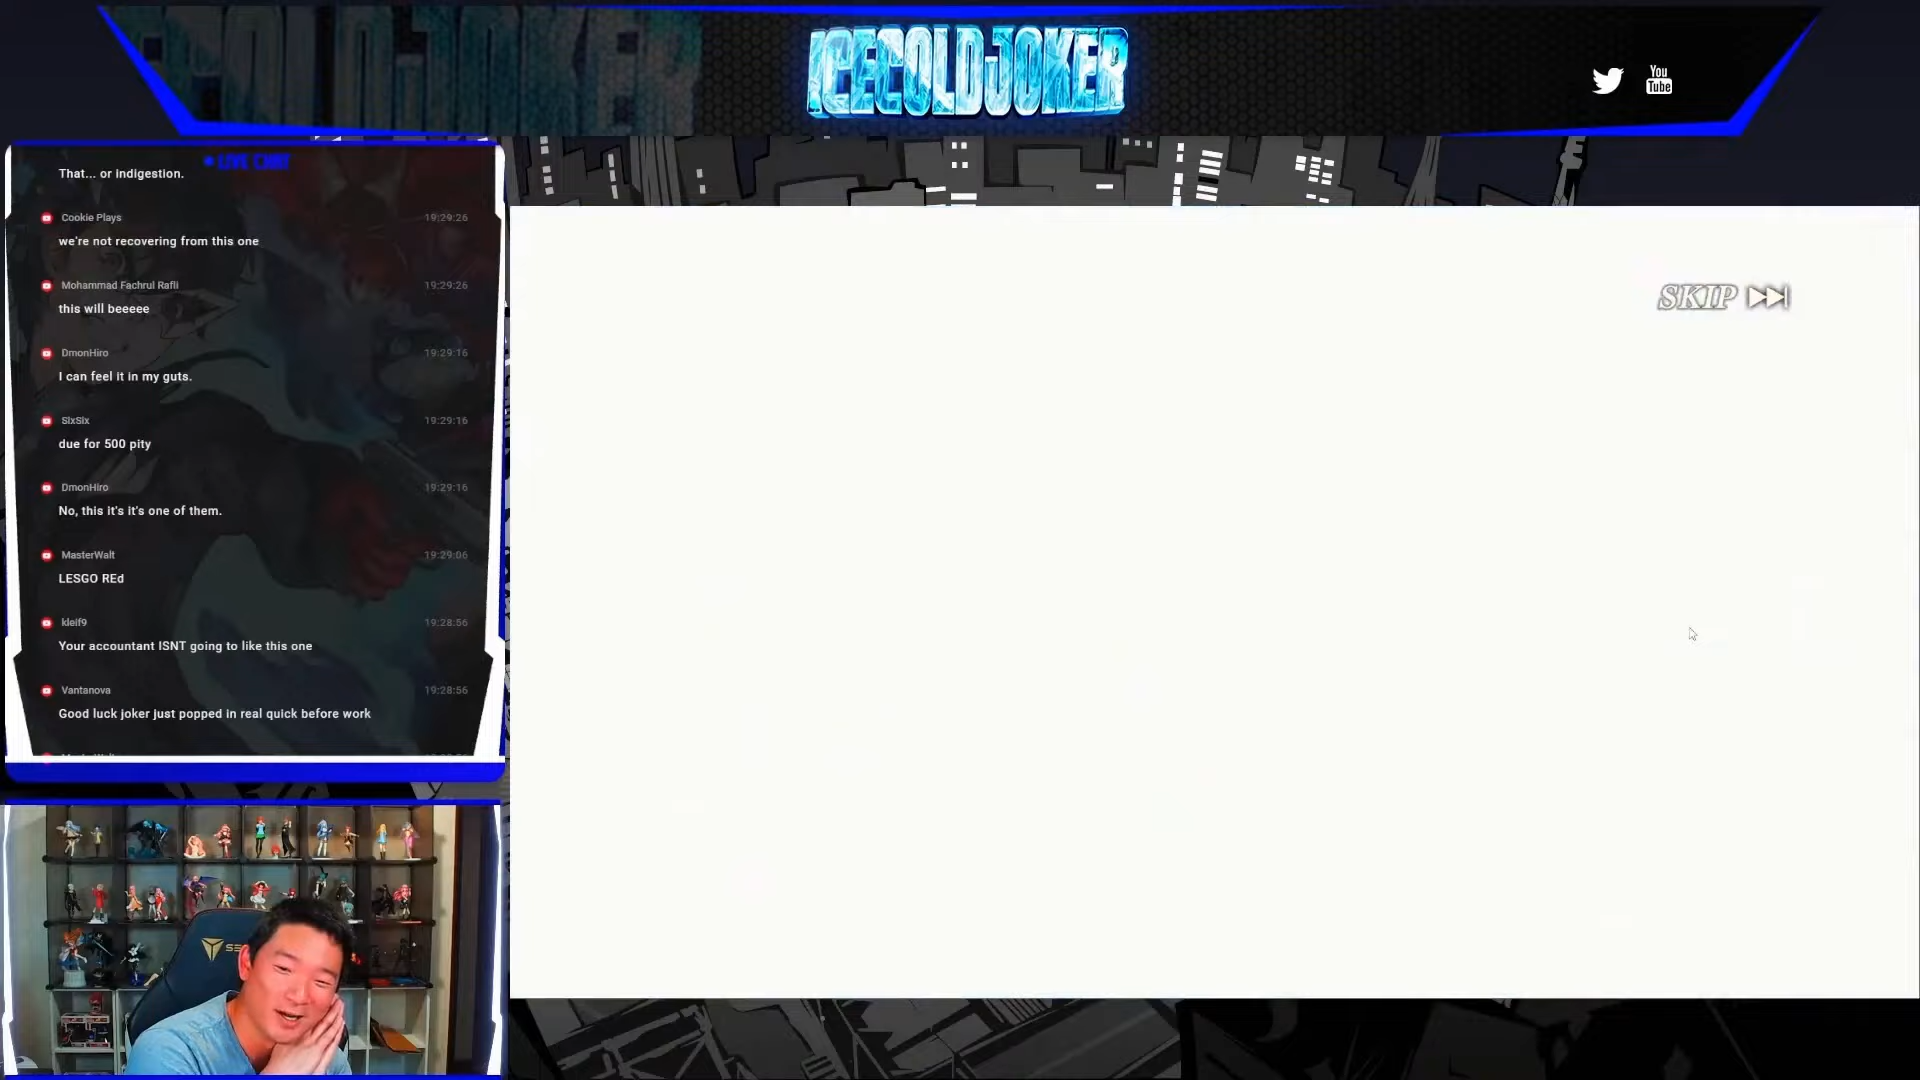 ICECOLDJOKER
You
Tube
LIVE CHAT
That... or indigestion.
Cookie Plays 19:29:26
we're not recovering from this one
Mohammad Fachrul Rafli 19:29:26
this will beeeee
DmonHiro 19:29:16
I can feel it in my guts.
SixSix 19:29:16
due for 500 pity
DmonHiro 19:29:16
No, this it's it's one of them.
MasterWalt 19:29:06
LESGO REd
kleif9 19:28:56
Your accountant ISNT going to like this one
Vantanova 19:28:56
Good luck joker just popped in real quick before work
SKIP